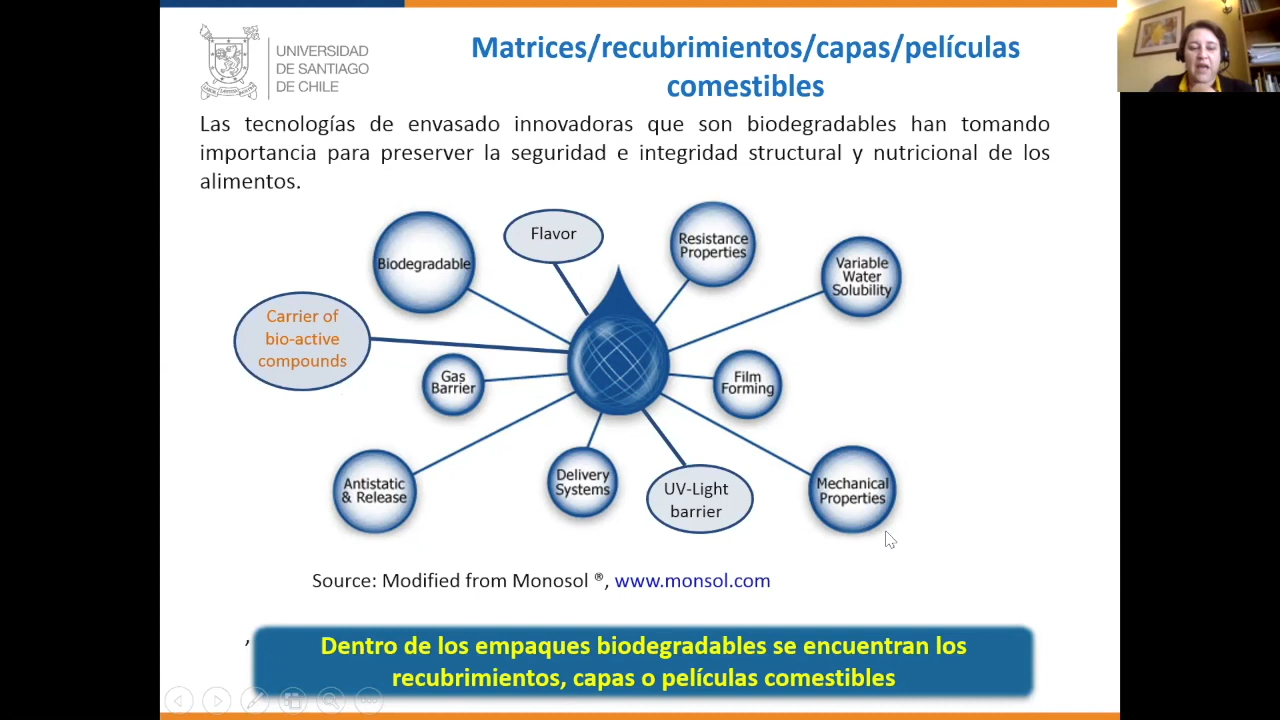 UNIVERSIDAD
DE SANTIAGO
DE CHILE
Matrices/recubrimientos/capas/películas
comestibles
Las tecnologías de envasado innovadoras que son biodegradables han tomando
importancia para preserver la seguridad e integridad structural y nutricional de los
alimentos.
Biodegradable
Flavor
Resistance
Properties
Variable
Water
Solubility
Carrier of
bio-active
compounds
Gas
Barrier
Film
Forming
Antistatic
& Release
Delivery
Systems
UV-Light
barrier
Mechanical
Properties
Source: Modified from Monosol ®, www.monsol.com
,
Dentro de los empaques biodegradables se encuentran los
recubrimientos, capas o películas comestibles